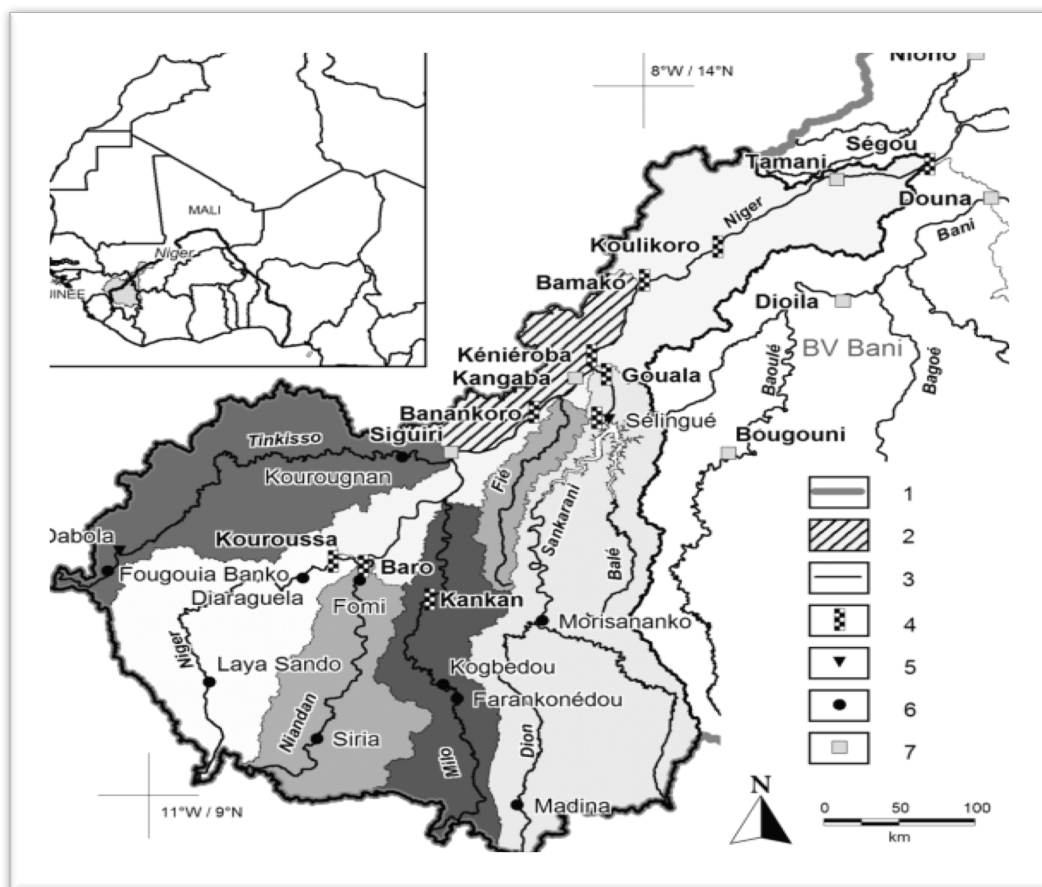 MALI
Niger
UINEE
8°W / 14°N
Niono
Ségou
Tamani
Douna
Niger
Bani
Koulikoro
Bamako
Dioila
BV Bani
Kéniéroba
Kangaba
Gouala
Baoulé
Bagoé
Banankoro
Sélingué
Siguiri
Bougouni
Tinkisso
Kourougnan
Fié
Sankarani
1
2
Dabola
Kouroussa
Balé
3
Fougouia Banko
Baro
Diaraguela
Fomi
Kankan
4
Morisananko
5
Niger
Laya Sando
Kogbedou
6
Farankonédou
Niandan
Siria
Dion
7
Milo
N
11°W / 9°N
Madina
0 50 100
km